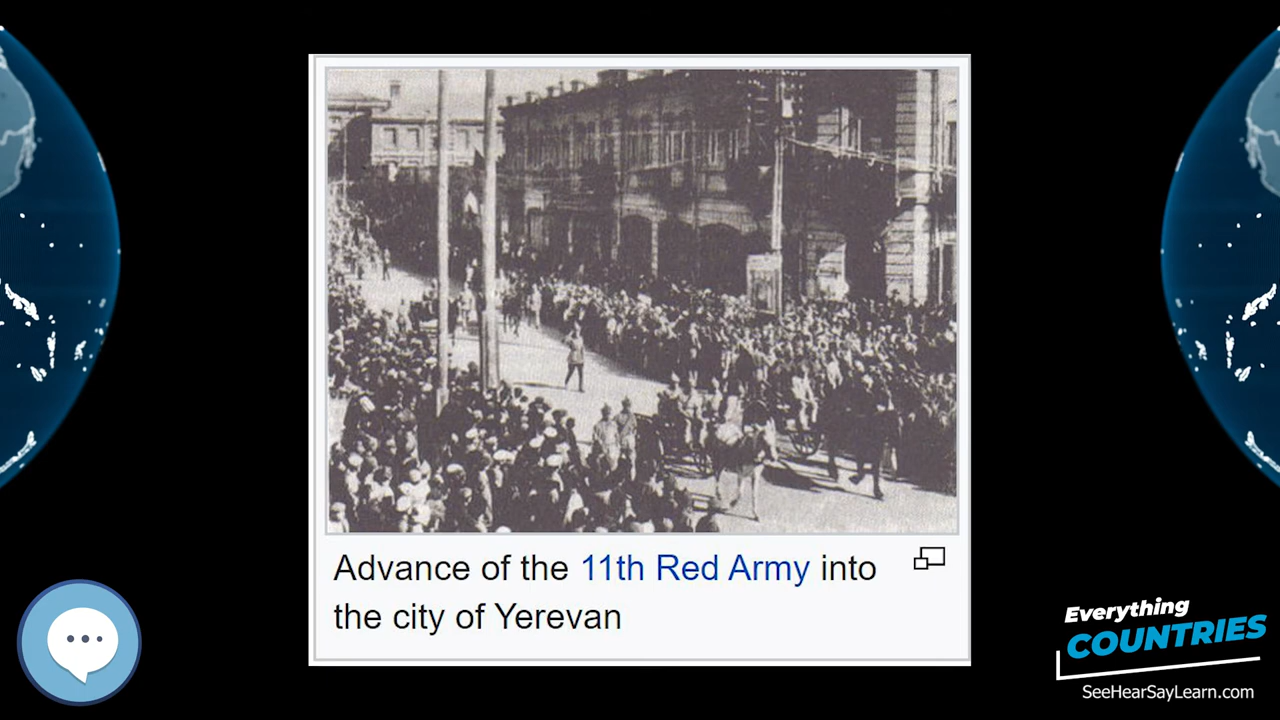 Advance of the 11th Red Army into
the city of Yerevan
Everything
COUNTRIES
SeeHearSayLearn.com